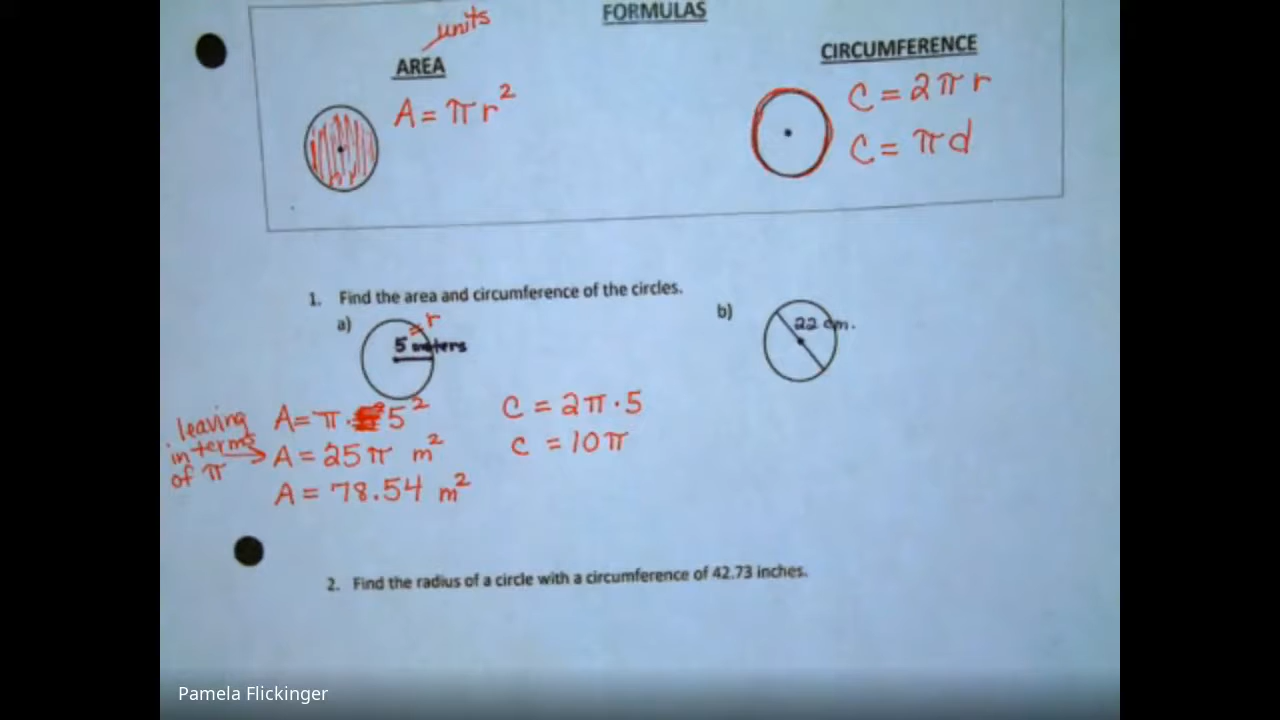 FORMULAS
units
AREA
A = πr²
CIRCUMFERENCE
C = 2πr
C = πd
1. Find the area and circumference of the circles.
a)
= r
5 meters
b)
22 cm.
leaving
in terms
of π
A = π · 5²
A = 25π m²
A = 78.54 m²
C = 2π · 5
C = 10π
2. Find the radius of a circle with a circumference of 42.73 inches.
Pamela Flickinger